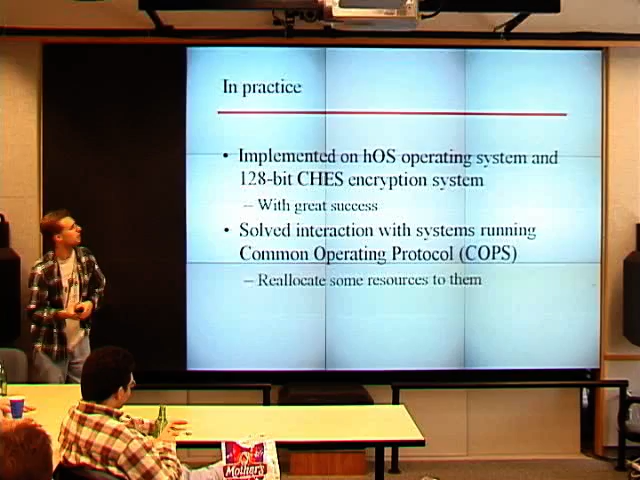 In practice
• Implemented on hOS operating system and
128-bit CHES encryption system
– With great success
• Solved interaction with systems running
Common Operating Protocol (COPS)
– Reallocate some resources to them
Mother's